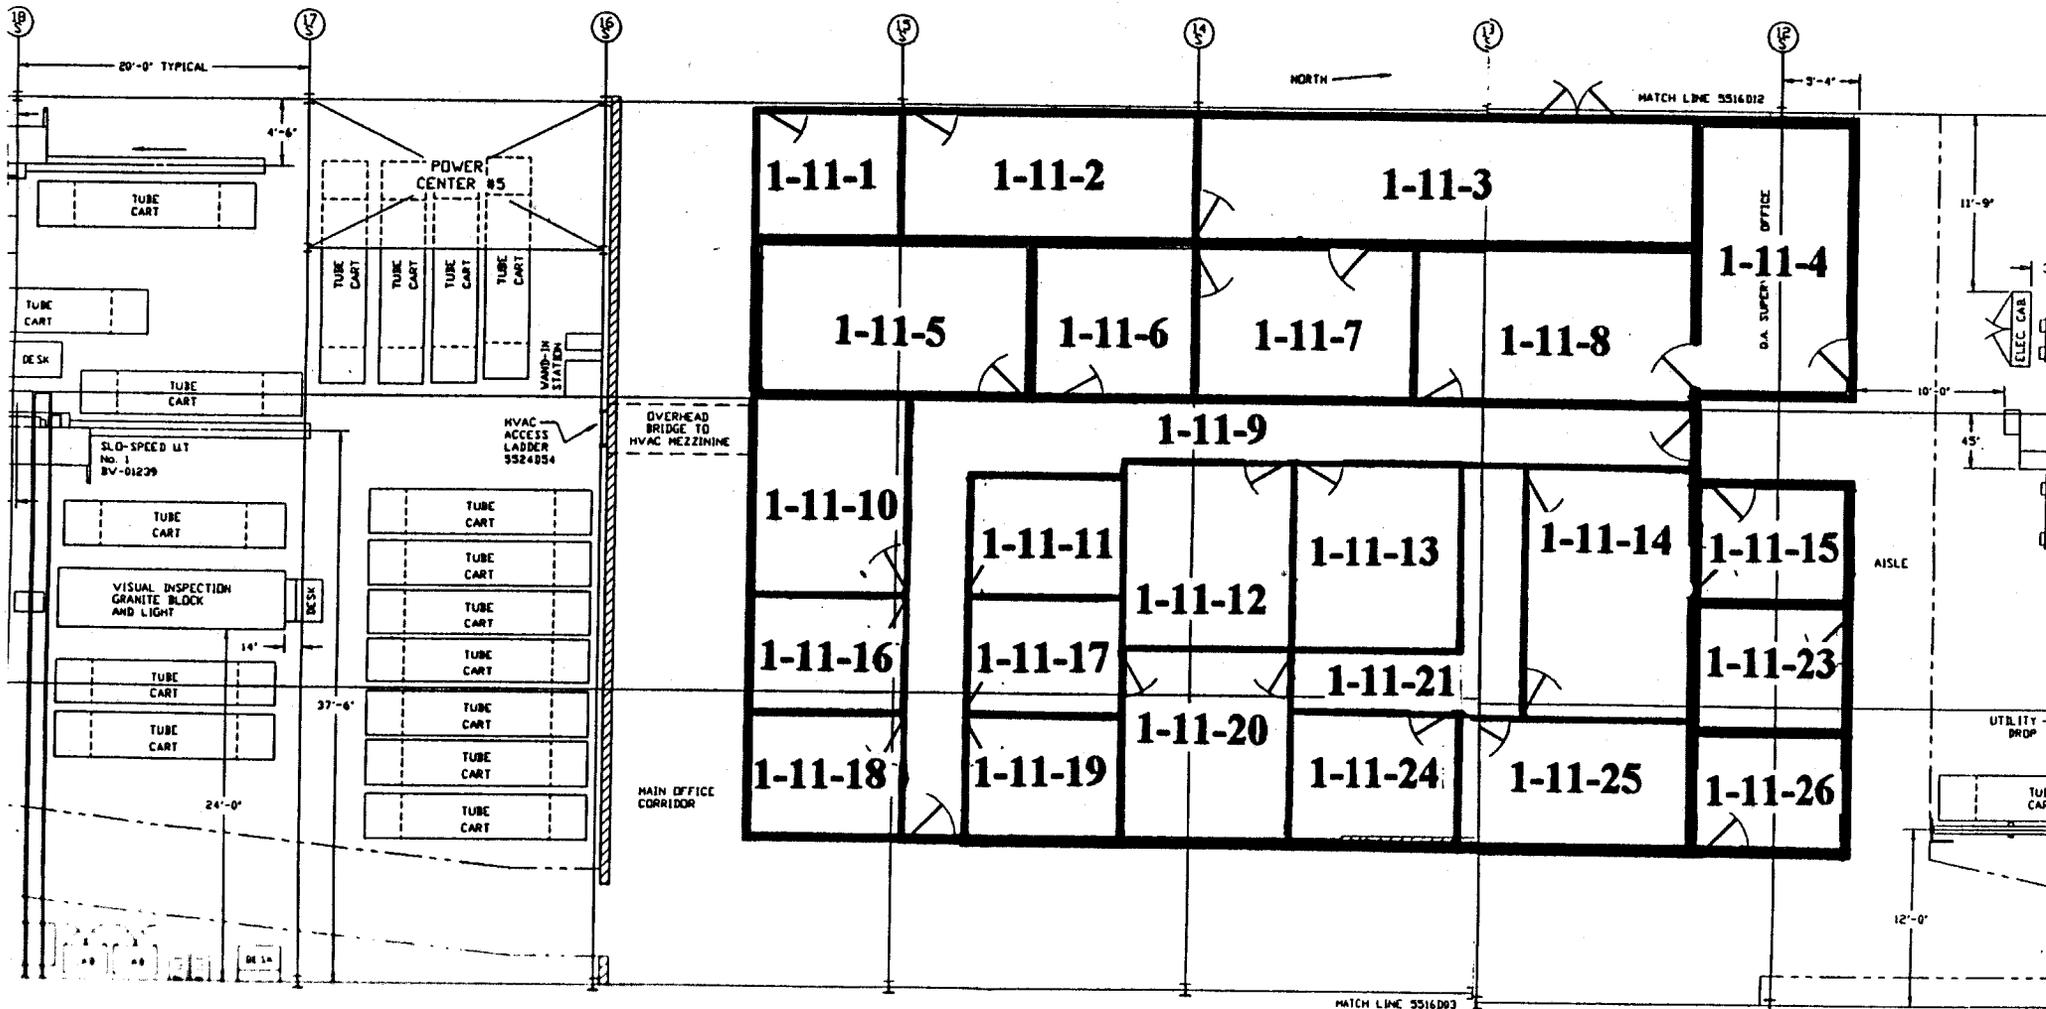 18
S
17
S
16
S
15
S
14
S
13
S
12
S
20'-0" TYPICAL
NORTH
5'-4"
MATCH LINE 5516D12
4'-6"
POWER
CENTER #5
TUBE
CART
1-11-1
1-11-2
1-11-3
OFFICE
D.A. SUPER
1-11-4
11'-9"
TUBE
CART
TUBE
CART
TUBE
CART
TUBE
CART
TUBE
CART
ELEC CAB.
DESK
WAND-IN
STATION
1-11-5
1-11-6
1-11-7
1-11-8
TUBE
CART
10'-0"
HVAC
ACCESS
LADDER
5524D54
OVERHEAD
BRIDGE TO
HVAC MEZZININE
1-11-9
45"
SLO-SPEED UT
No. 1
BV-01239
1-11-10
1-11-11
1-11-12
1-11-13
1-11-14
1-11-15
AISLE
TUBE
CART
TUBE
CART
TUBE
CART
VISUAL INSPECTION
GRANITE BLOCK
AND LIGHT
DESK
TUBE
CART
14"
TUBE
CART
TUBE
CART
1-11-16
1-11-17
1-11-21
1-11-23
37'-6"
TUBE
CART
TUBE
CART
1-11-20
UTILITY
DROP
TUBE
CART
1-11-18
1-11-19
1-11-24
1-11-25
1-11-26
MAIN OFFICE
CORRIDOR
24'-0"
TUBE
CART
12'-0"
DESK
MATCH LINE 5516D03